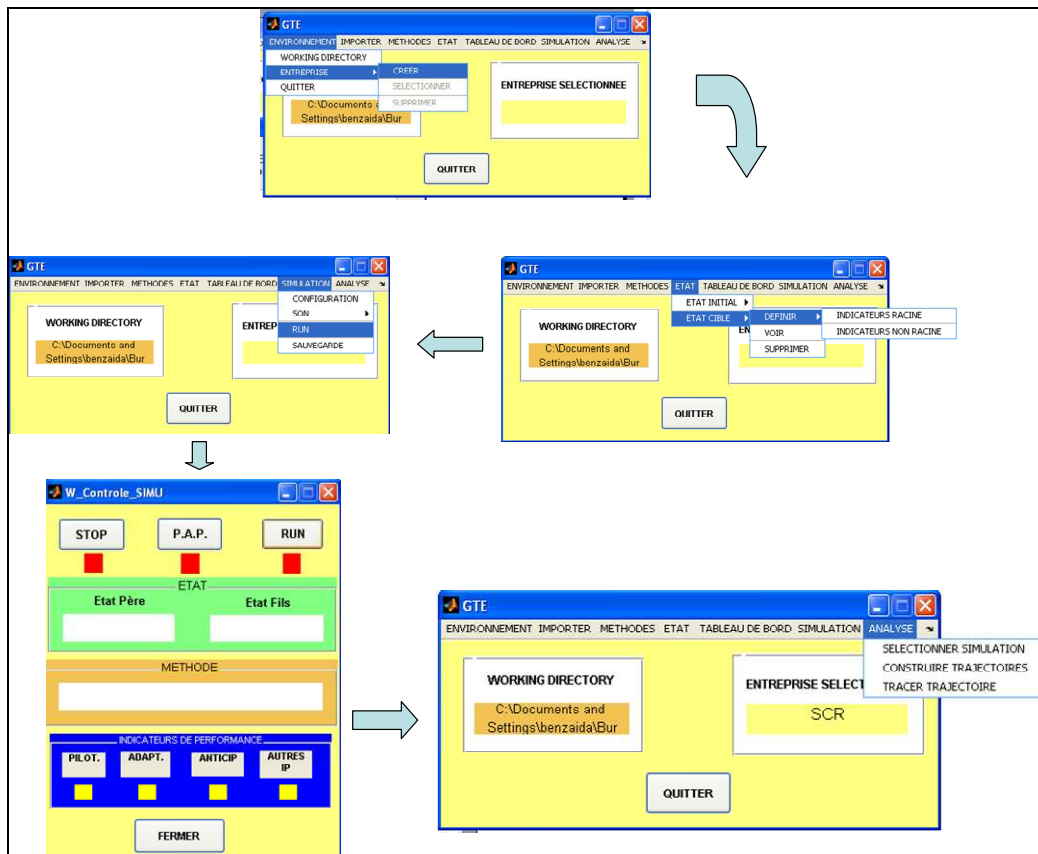 GTE
ENVIRONNEMENT IMPORTER METHODES ETAT TABLEAU DE BORD SIMULATION ANALYSE
WORKING DIRECTORY
ENTREPRISE
QUITTER
CREER
SELECTIONNER
SUPPRIMER
C:\Documents
Settings\benzaida\Bur
ENTREPRISE SELECTIONNEE
QUITTER
GTE
ENVIRONNEMENT IMPORTER METHODES ETAT TABLEAU DE BORD SIMULATION ANALYSE
CONFIGURATION
SON
RUN
SAUVEGARDE
WORKING DIRECTORY
C:\Documents and
Settings\benzaida\Bur
ENTREP
QUITTER
GTE
ENVIRONNEMENT IMPORTER METHODES ETAT TABLEAU DE BORD SIMULATION ANALYSE
ETAT INITIAL
ETAT CIBLE
DEFINIR
VOIR
SUPPRIMER
INDICATEURS RACINE
INDICATEURS NON RACINE
WORKING DIRECTORY
C:\Documents and
Settings\benzaida\Bur
EN
QUITTER
W_Controle_SIMU
STOP P.A.P. RUN
ETAT
Etat Père Etat Fils
METHODE
INDICATEURS DE PERFORMANCE
PILOT. ADAPT. ANTICIP AUTRES
IP
FERMER
GTE
ENVIRONNEMENT IMPORTER METHODES ETAT TABLEAU DE BORD SIMULATION ANALYSE
SELECTIONNER SIMULATION
CONSTRUIRE TRAJECTOIRES
TRACER TRAJECTOIRE
WORKING DIRECTORY
C:\Documents and
Settings\benzaida\Bur
ENTREPRISE SELECT
SCR
QUITTER